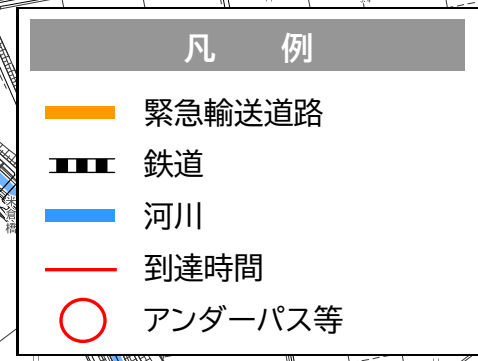 凡　例
緊急輸送道路
鉄道
河川
到達時間
アンダーパス等